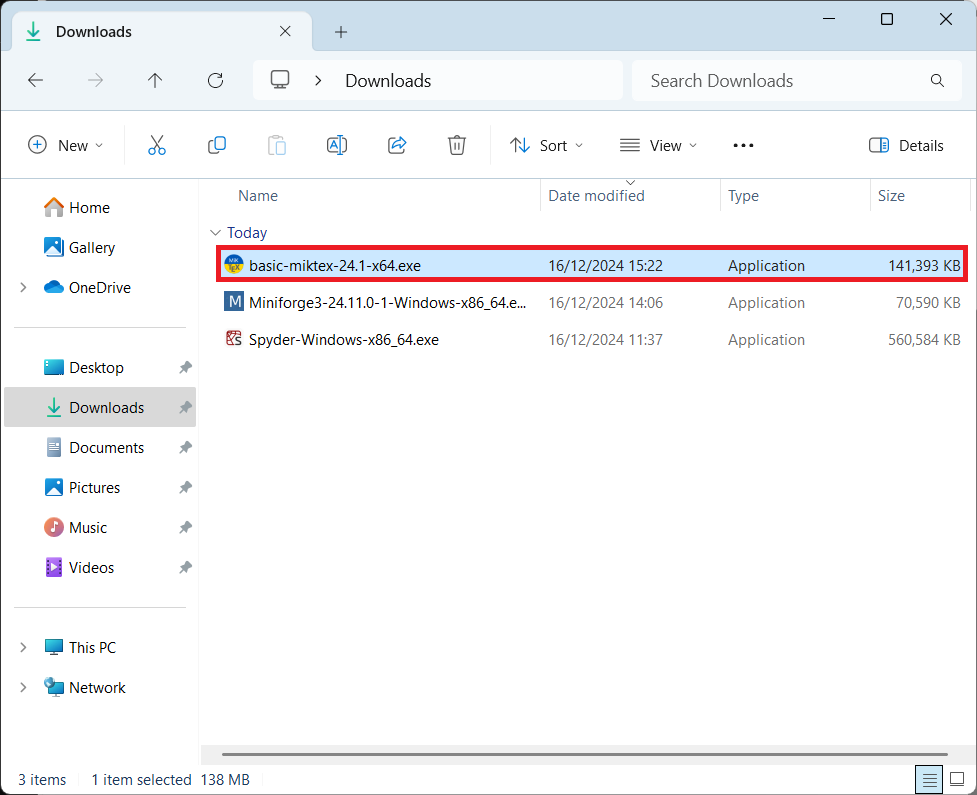 Downloads
Downloads
Search Downloads
New
Sort
View
Details
Home
Gallery
OneDrive
Desktop
Downloads
Documents
Pictures
Music
Videos
This PC
Network
Name Date modified Type Size
Today
basic-miktex-24.1-x64.exe 16/12/2024 15:22 Application 141,393 KB
M Miniforge3-24.11.0-1-Windows-x86_64.e... 16/12/2024 14:06 Application 70,590 KB
Spyder-Windows-x86_64.exe 16/12/2024 11:37 Application 560,584 KB
3 items 1 item selected 138 MB